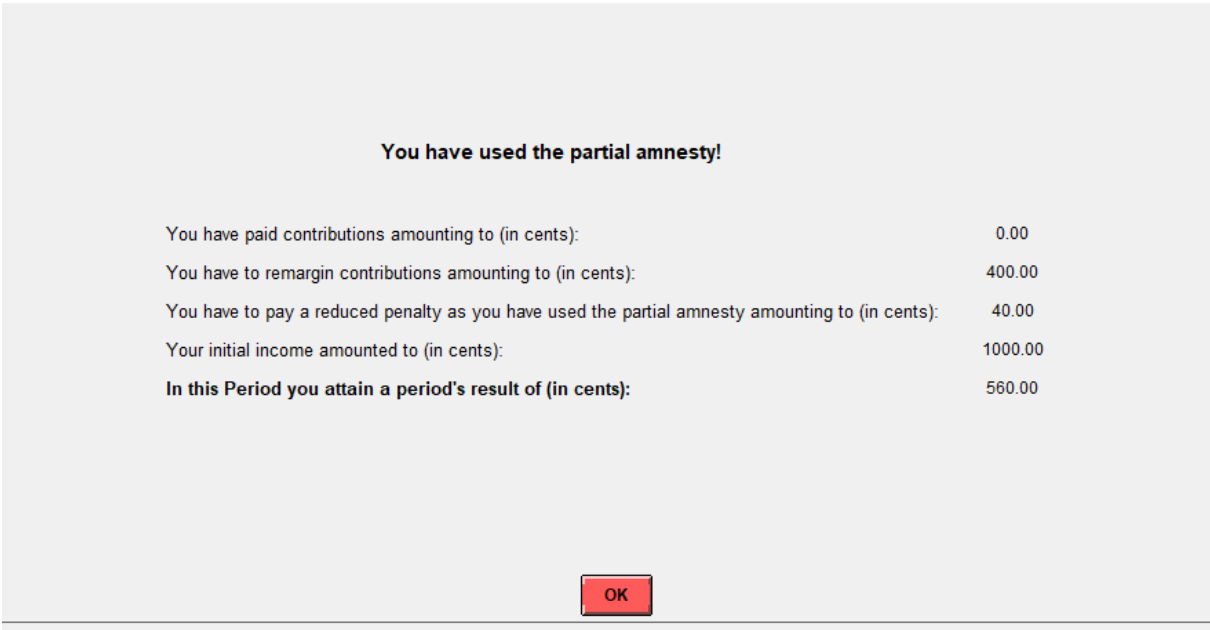 You have used the partial amnesty!
You have paid contributions amounting to (in cents): 0.00
You have to remargin contributions amounting to (in cents): 400.00
You have to pay a reduced penalty as you have used the partial amnesty amounting to (in cents): 40.00
Your initial income amounted to (in cents): 1000.00
In this Period you attain a period's result of (in cents): 560.00
OK